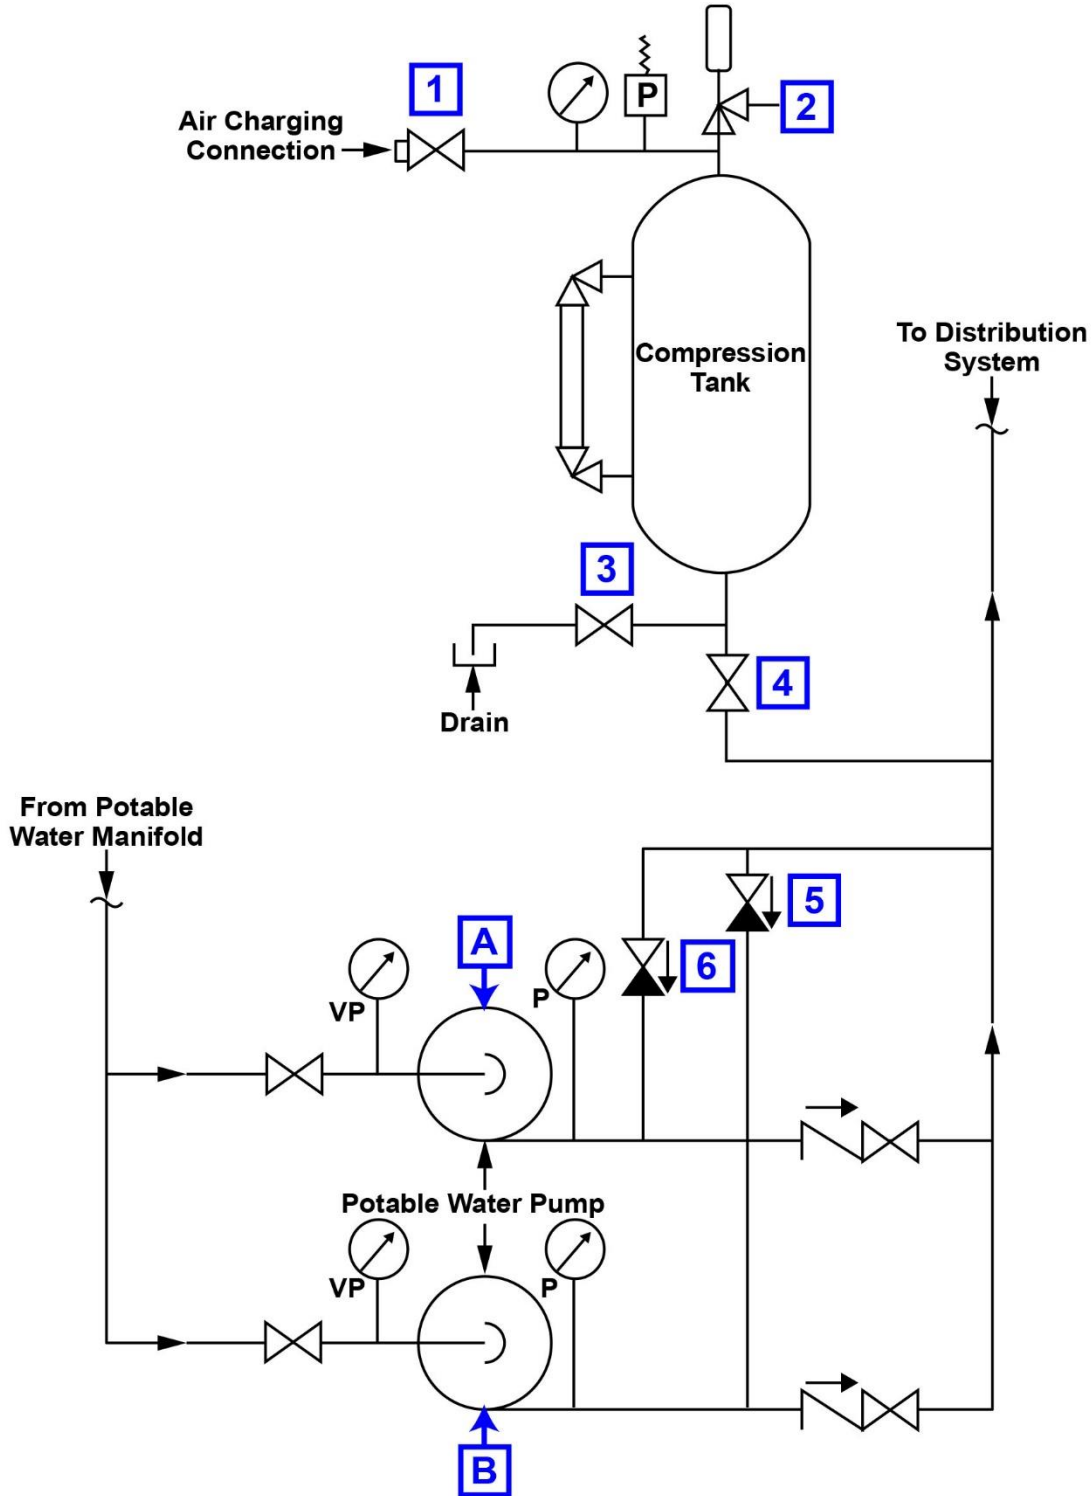 1
P
2
Air Charging
Connection
Compression
Tank
To Distribution
System
3
4
Drain
From Potable
Water Manifold
5
A
6
VP
P
Potable Water Pump
VP
P
B